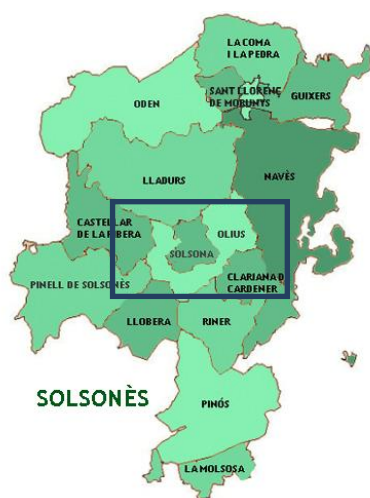 LA COMA
I LA PEDRA
SANT LLORENÇ
DE MORUNYS
GUIXERS
ODEN
NAVÈS
LLADURS
CASTELLAR
DE LA RIBERA
OLIUS
SOLSONA
CLARIANA D
CARDENER
PINELL DE SOLSONÈS
LLOBERA
RINER
SOLSONÈS
PINÓS
LA MOLSOSA